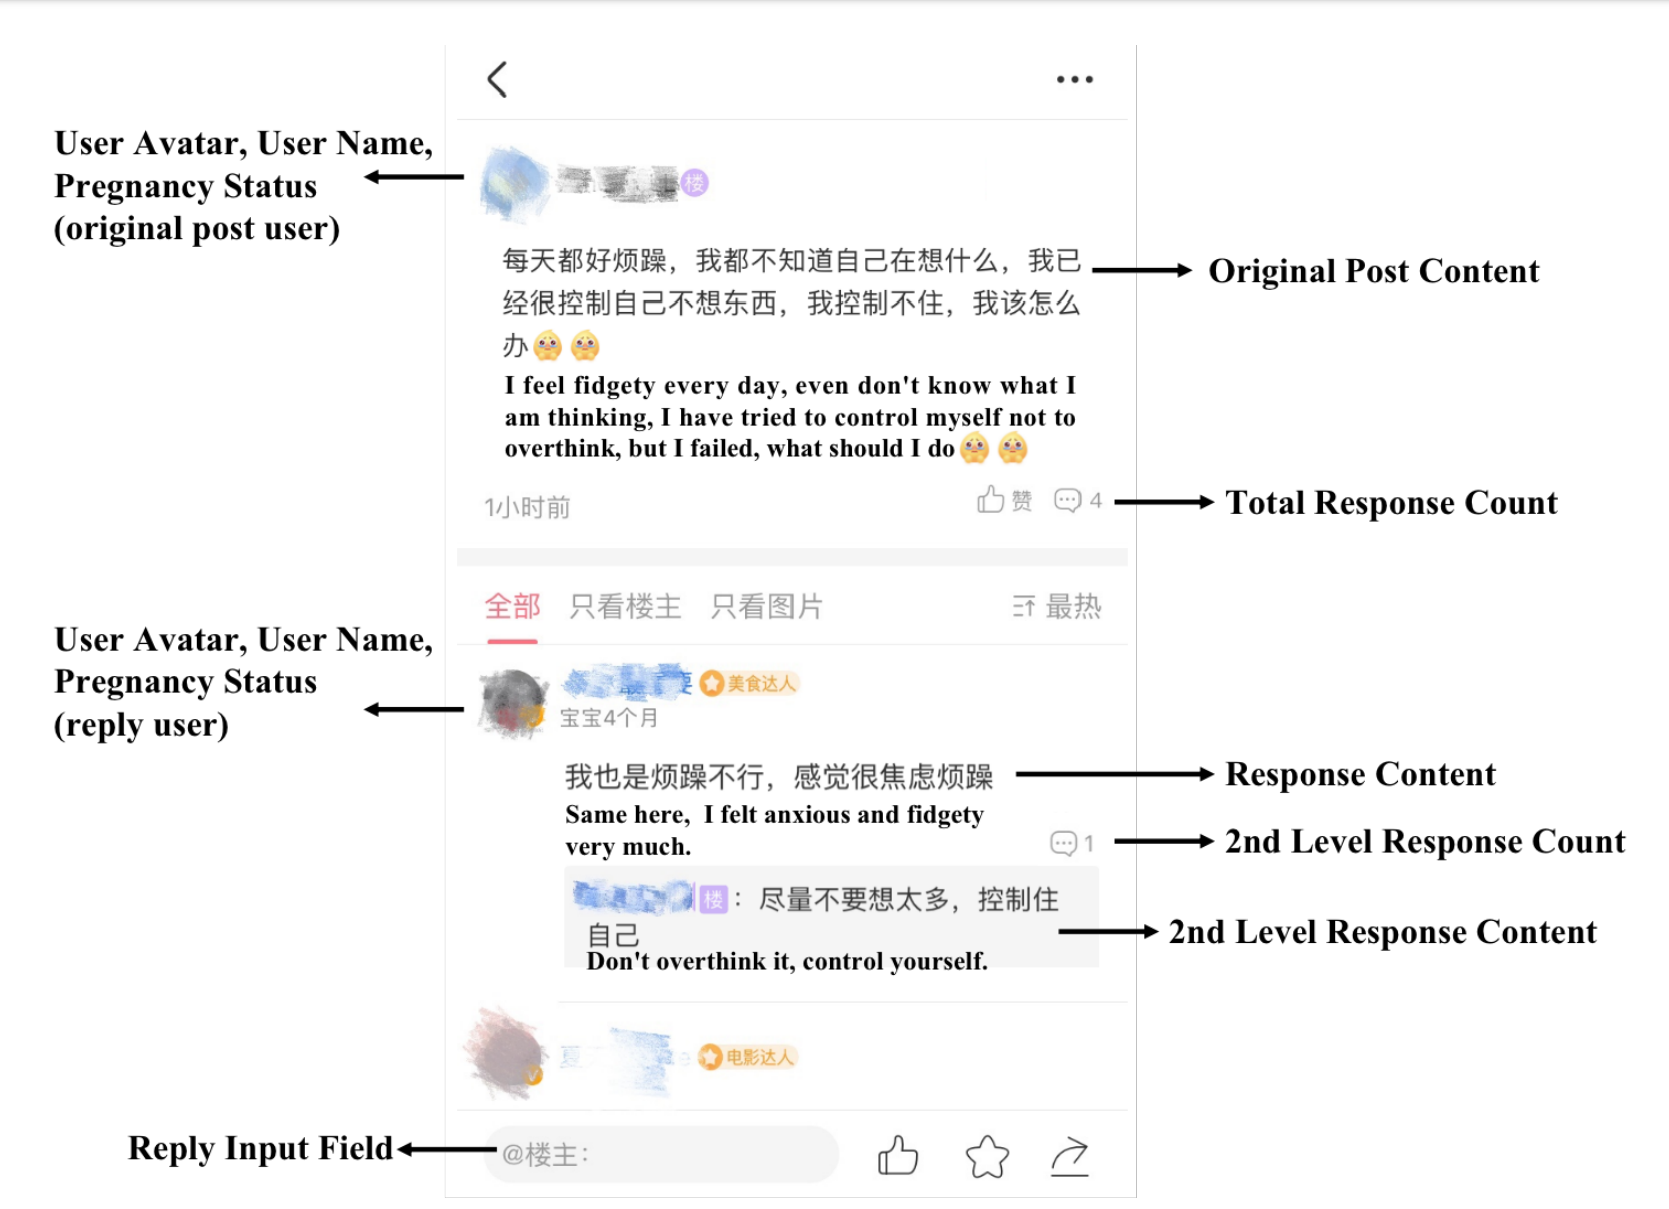 User Avatar, User Name,
Pregnancy Status
(original post user)
楼
每天都好烦躁，我都不知道自己在想什么，我已
经很控制自己不想东西，我控制不住，我该怎么
办
I feel fidgety every day, even don't know what I
am thinking, I have tried to control myself not to
overthink, but I failed, what should I do
Original Post Content
1小时前
赞 4
Total Response Count
全部 只看楼主 只看图片 最热
User Avatar, User Name,
Pregnancy Status
(reply user)
美食达人
宝宝4个月
我也是烦躁不行，感觉很焦虑烦躁
Response Content
Same here, I felt anxious and fidgety
very much.
1
2nd Level Response Count
楼：尽量不要想太多，控制住
自己
Don't overthink it, control yourself.
2nd Level Response Content
夏
电影达人
Reply Input Field
@楼主：